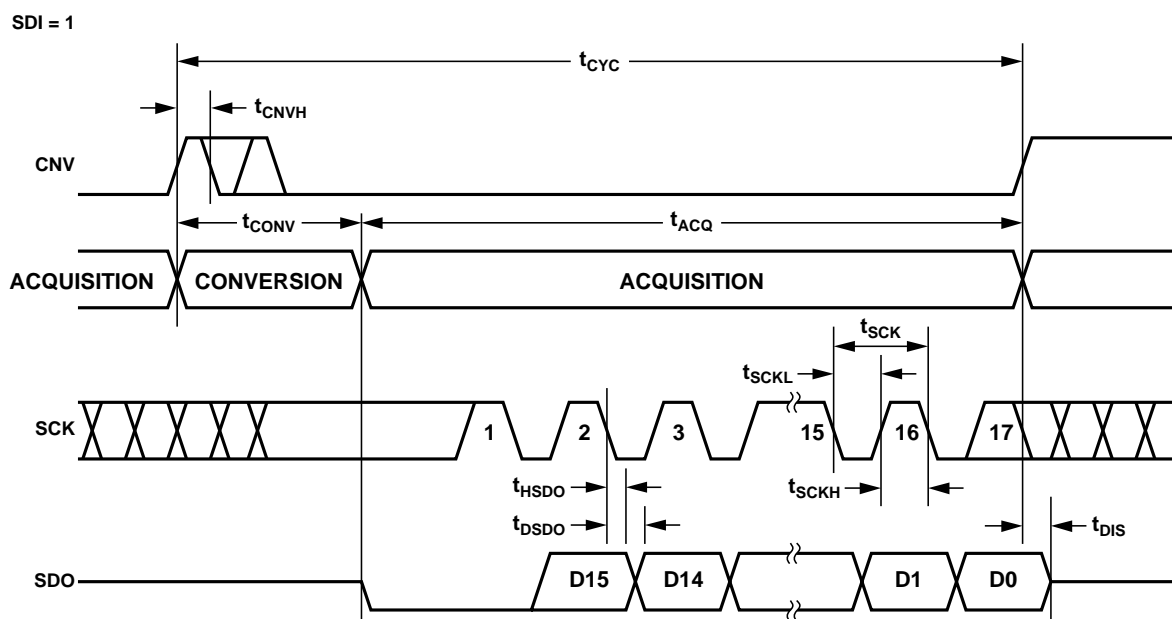 SDI = 1
tCYC
tCNVH
CNV
tCONV
tACQ
ACQUISITION
CONVERSION
ACQUISITION
tSCK
tSCKL
SCK
1
2
3
15
16
17
tHSDO
tSCKH
tDSDO
tDIS
SDO
D15
D14
D1
D0